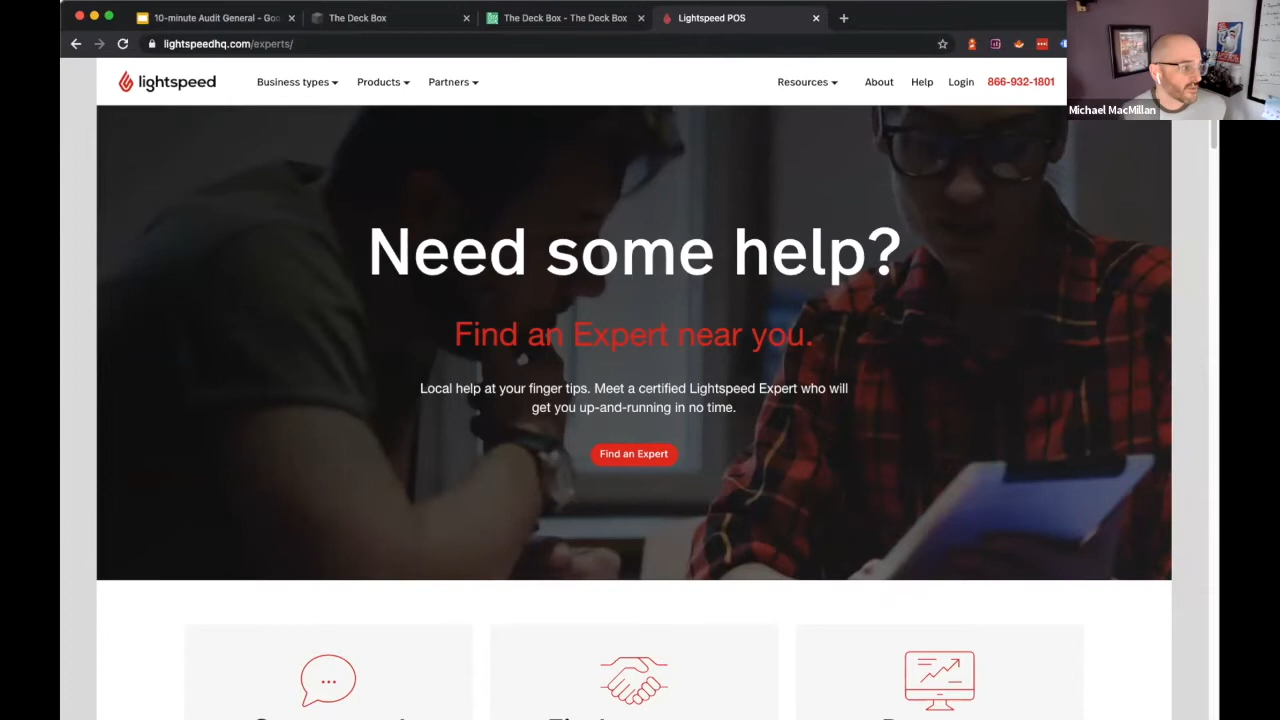 10-minute Audit General - Goo
The Deck Box
The Deck Box - The Deck Box
Lightspeed POS
lightspeedhq.com/experts/
lightspeed
Business types
Products
Partners
Resources
About
Help
Login
866-932-1801
Michael MacMillan
Need some help?
Find an Expert near you.
Local help at your finger tips. Meet a certified Lightspeed Expert who will
get you up-and-running in no time.
Find an Expert